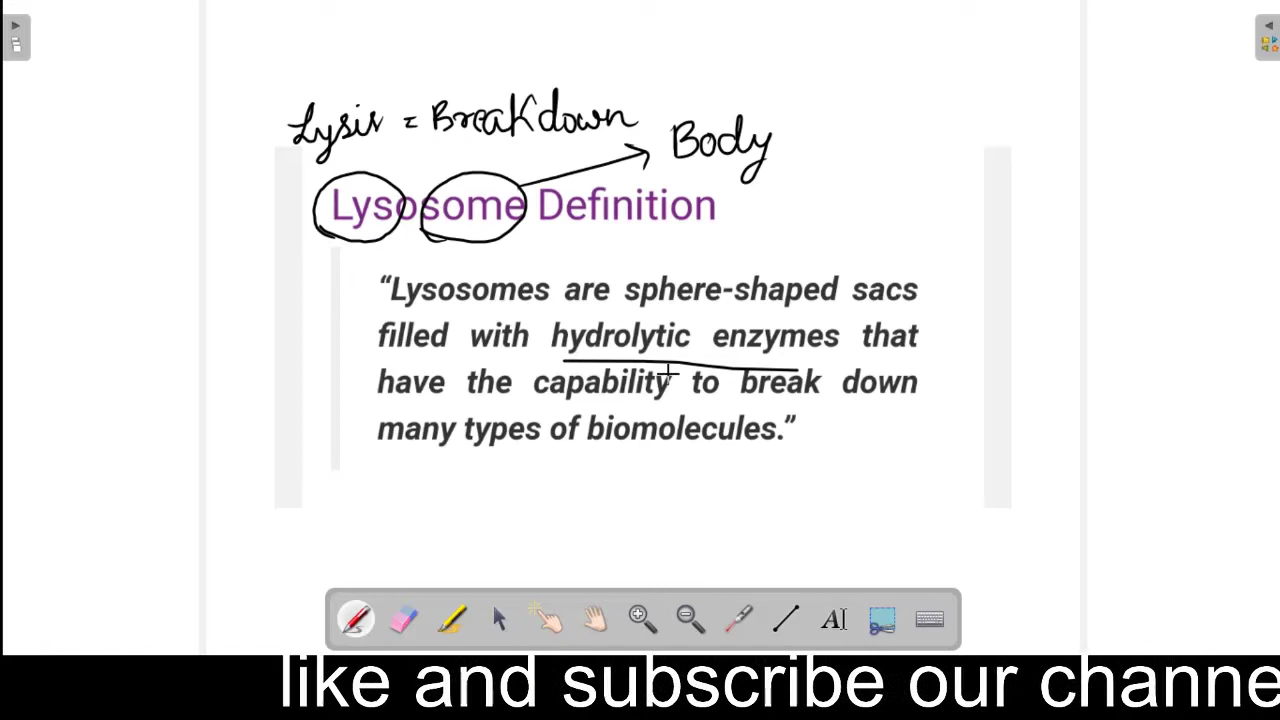 Lysis = Breakdown
Body
Lysosome Definition
“Lysosomes are sphere-shaped sacs
filled with hydrolytic enzymes that
have the capability to break down
many types of biomolecules.”
AI
like and subscribe our channe